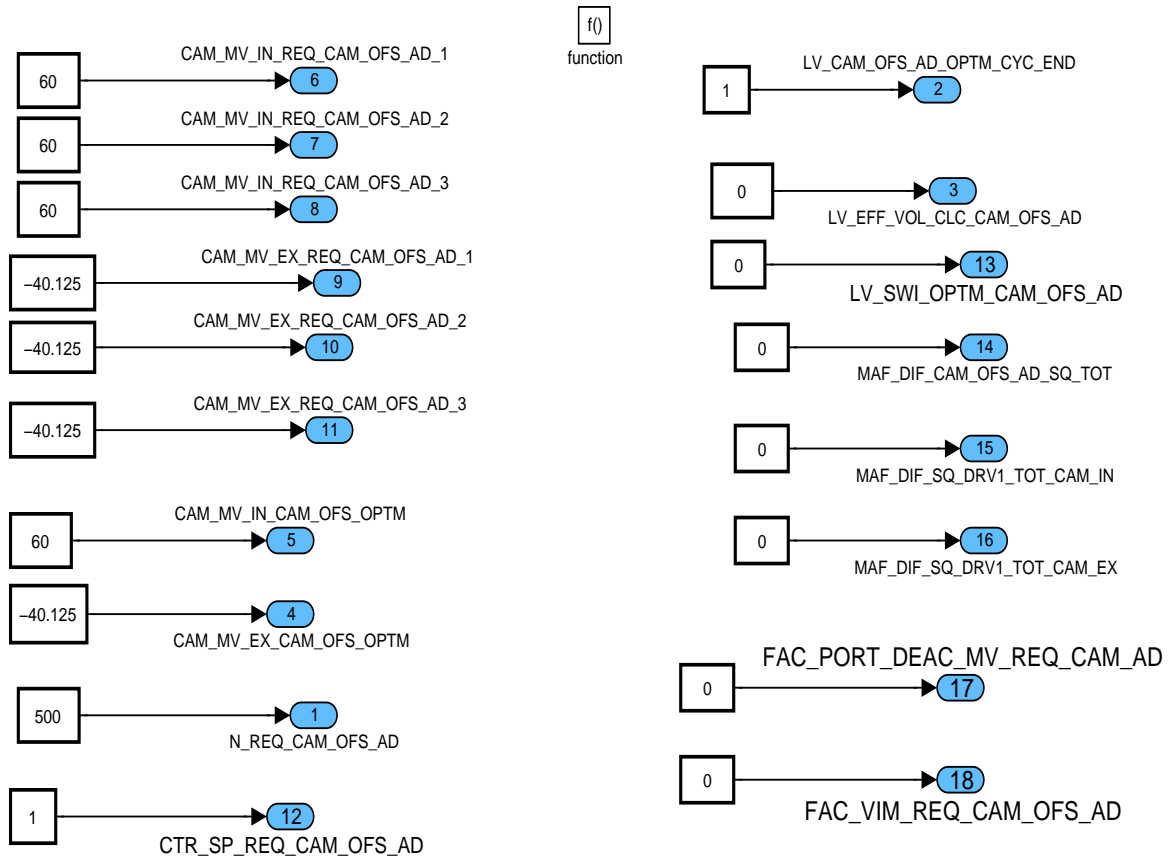 f()
function
CAM_MV_IN_REQ_CAM_OFS_AD_1
60
6
CAM_MV_IN_REQ_CAM_OFS_AD_2
60
7
CAM_MV_IN_REQ_CAM_OFS_AD_3
60
8
CAM_MV_EX_REQ_CAM_OFS_AD_1
−40.125
9
CAM_MV_EX_REQ_CAM_OFS_AD_2
−40.125
10
CAM_MV_EX_REQ_CAM_OFS_AD_3
−40.125
11
CAM_MV_IN_CAM_OFS_OPTM
60
5
−40.125
4
CAM_MV_EX_CAM_OFS_OPTM
500
1
N_REQ_CAM_OFS_AD
1
12
CTR_SP_REQ_CAM_OFS_AD
LV_CAM_OFS_AD_OPTM_CYC_END
1
2
0
3
LV_EFF_VOL_CLC_CAM_OFS_AD
0
13
LV_SWI_OPTM_CAM_OFS_AD
0
14
MAF_DIF_CAM_OFS_AD_SQ_TOT
0
15
MAF_DIF_SQ_DRV1_TOT_CAM_IN
0
16
MAF_DIF_SQ_DRV1_TOT_CAM_EX
FAC_PORT_DEAC_MV_REQ_CAM_AD
0
17
0
18
FAC_VIM_REQ_CAM_OFS_AD